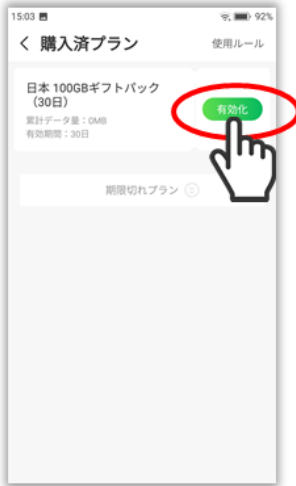 15:03 92%
購入済プラン 使用ルール
日本 100GBギフトパック
（30日）
有効化
累計データ量：0MB
有効期間：30日
期限切れプラン